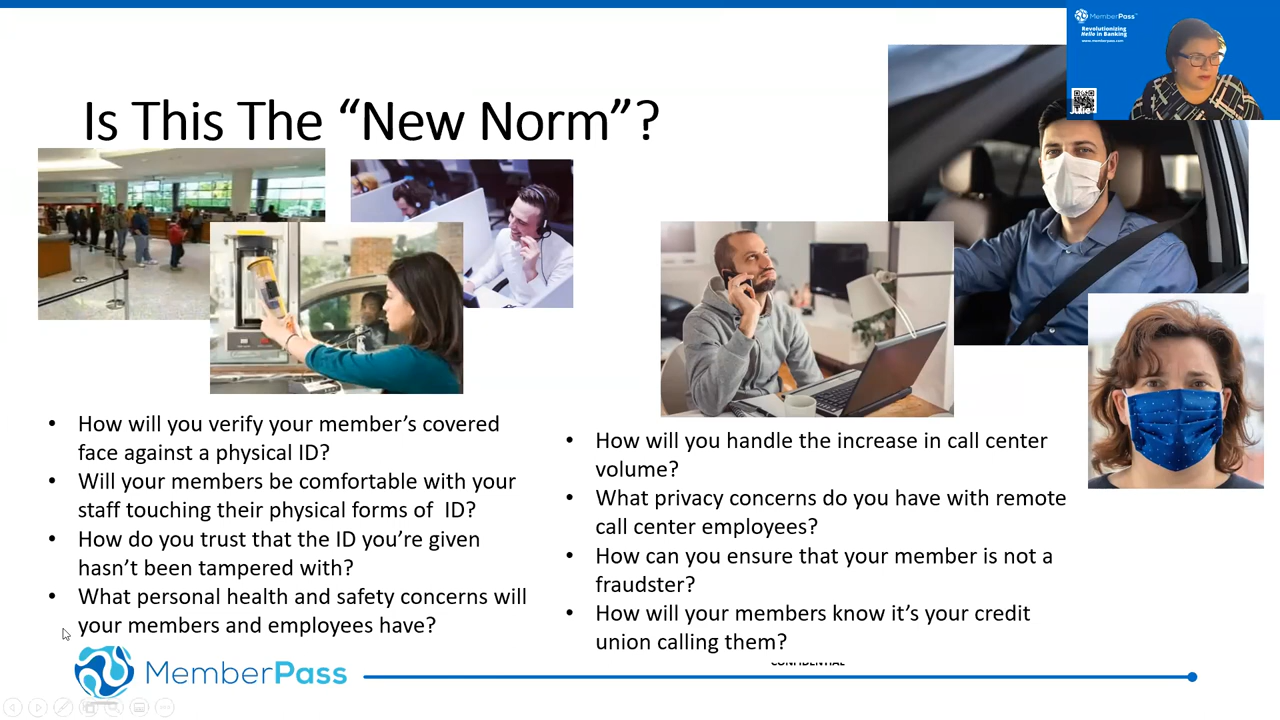 MemberPass
Revolutionizing
Hello in Banking
www.memberpass.com
Is This The “New Norm”?
• How will you verify your member’s covered
face against a physical ID?
• Will your members be comfortable with your
staff touching their physical forms of  ID?
• How do you trust that the ID you’re given
hasn’t been tampered with?
• What personal health and safety concerns will
your members and employees have?
• How will you handle the increase in call center
volume?
• What privacy concerns do you have with remote
call center employees?
• How can you ensure that your member is not a
fraudster?
• How will your members know it’s your credit
union calling them?
CONFIDENTIAL
MemberPass